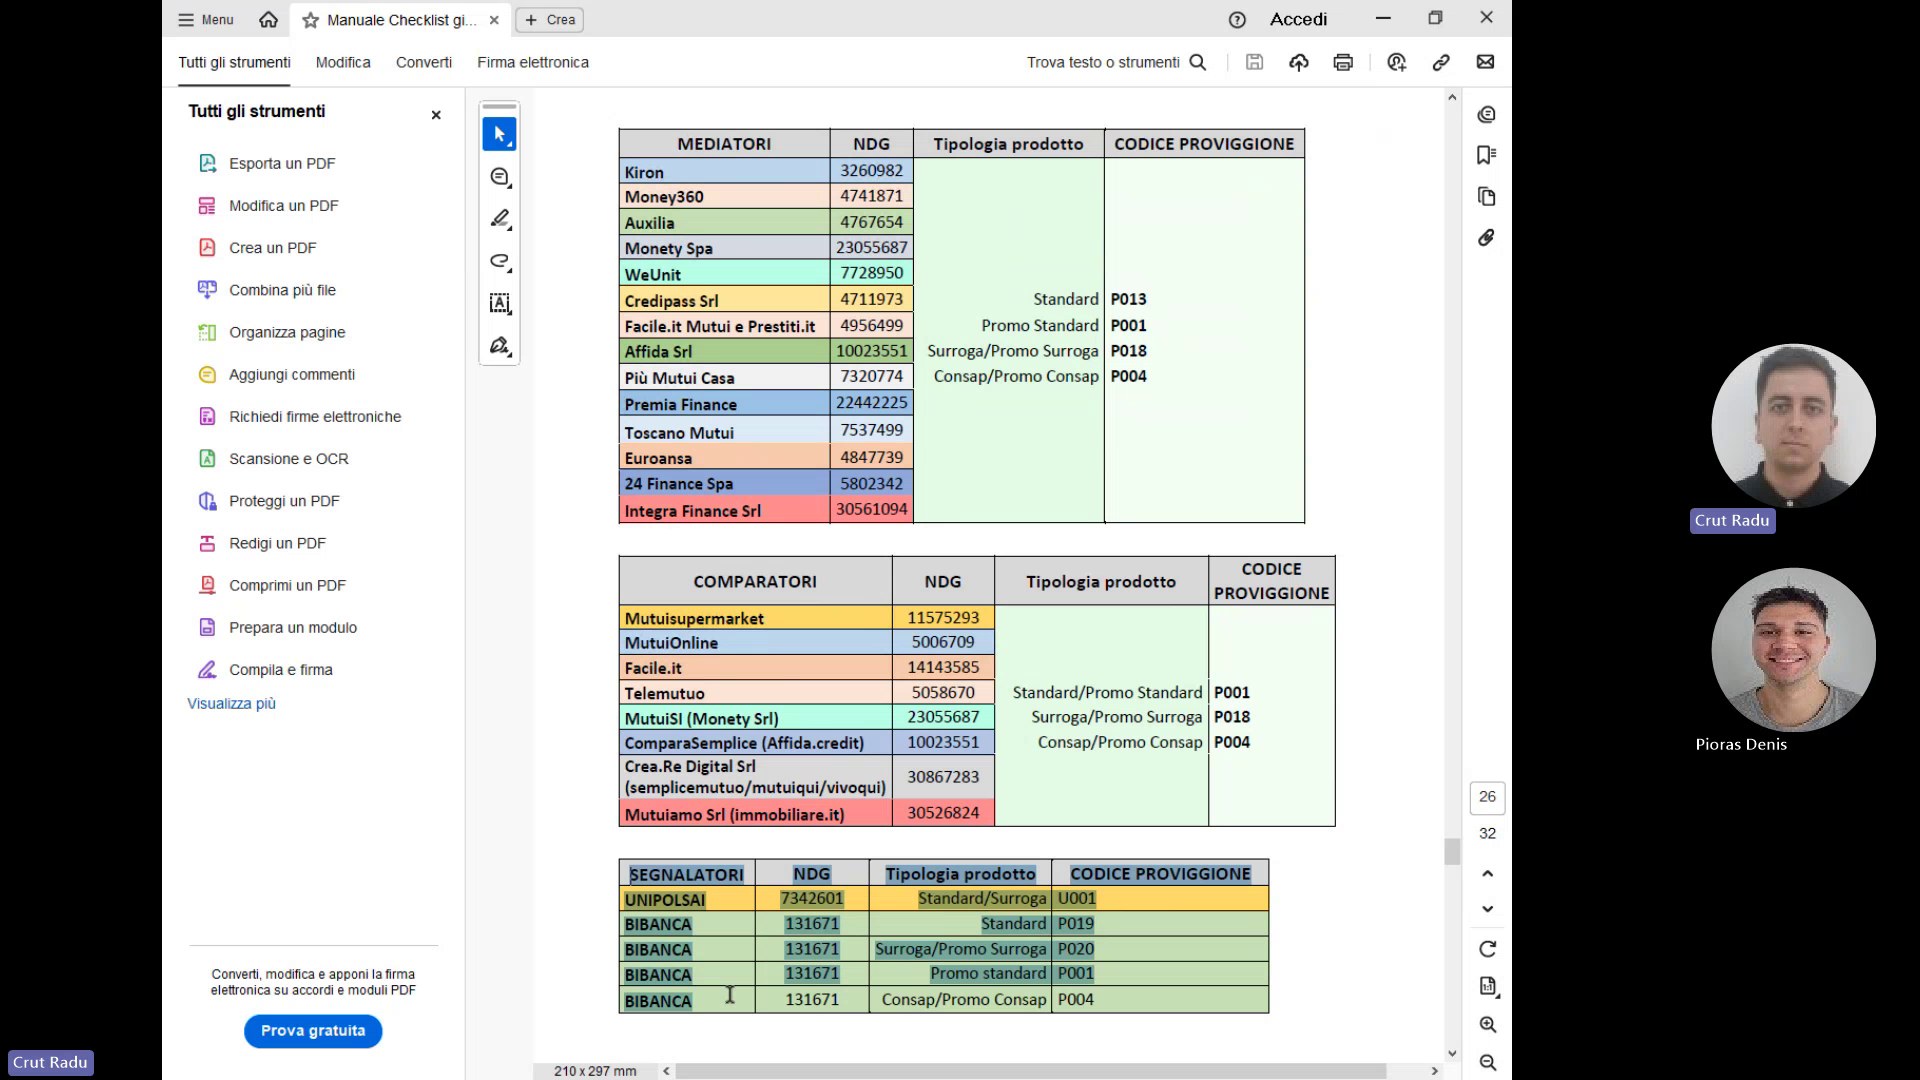 Menu
Manuale Checklist gi...
Crea
Accedi
Tutti gli strumenti
Modifica
Converti
Firma elettronica
Trova testo o strumenti
Tutti gli strumenti
Esporta un PDF
Modifica un PDF
Crea un PDF
Combina più file
Organizza pagine
Aggiungi commenti
Richiedi firme elettroniche
Scansione e OCR
Proteggi un PDF
Redigi un PDF
Comprimi un PDF
Prepara un modulo
Compila e firma
Visualizza più
Converti, modifica e apponi la firma
elettronica su accordi e moduli PDF
Prova gratuita
MEDIATORI NDG Tipologia prodotto CODICE PROVIGGIONE
Kiron 3260982
Money360 4741871
Auxilia 4767654
Monety Spa 23055687
WeUnit 7728950
Credipass Srl 4711973 Standard P013
Facile.it Mutui e Prestiti.it 4956499 Promo Standard P001
Affida Srl 10023551 Surroga/Promo Surroga P018
Più Mutui Casa 7320774 Consap/Promo Consap P004
Premia Finance 22442225
Toscano Mutui 7537499
Euroansa 4847739
24 Finance Spa 5802342
Integra Finance Srl 30561094
COMPARATORI NDG Tipologia prodotto CODICE
PROVIGGIONE
Mutuisupermarket 11575293
MutuiOnline 5006709
Facile.it 14143585
Telemutuo 5058670 Standard/Promo Standard P001
MutuiSI (Monety Srl) 23055687 Surroga/Promo Surroga P018
ComparaSemplice (Affida.credit) 10023551 Consap/Promo Consap P004
Crea.Re Digital Srl
(semplicemutuo/mutuiqui/vivoqui) 30867283
Mutuiamo Srl (immobiliare.it) 30526824
SEGNALATORI NDG Tipologia prodotto CODICE PROVIGGIONE
UNIPOLSAI 7342601 Standard/Surroga U001
BIBANCA 131671 Standard P019
BIBANCA 131671 Surroga/Promo Surroga P020
BIBANCA 131671 Promo standard P001
BIBANCA 131671 Consap/Promo Consap P004
210 x 297 mm
26
32
Crut Radu
Pioras Denis
Crut Radu